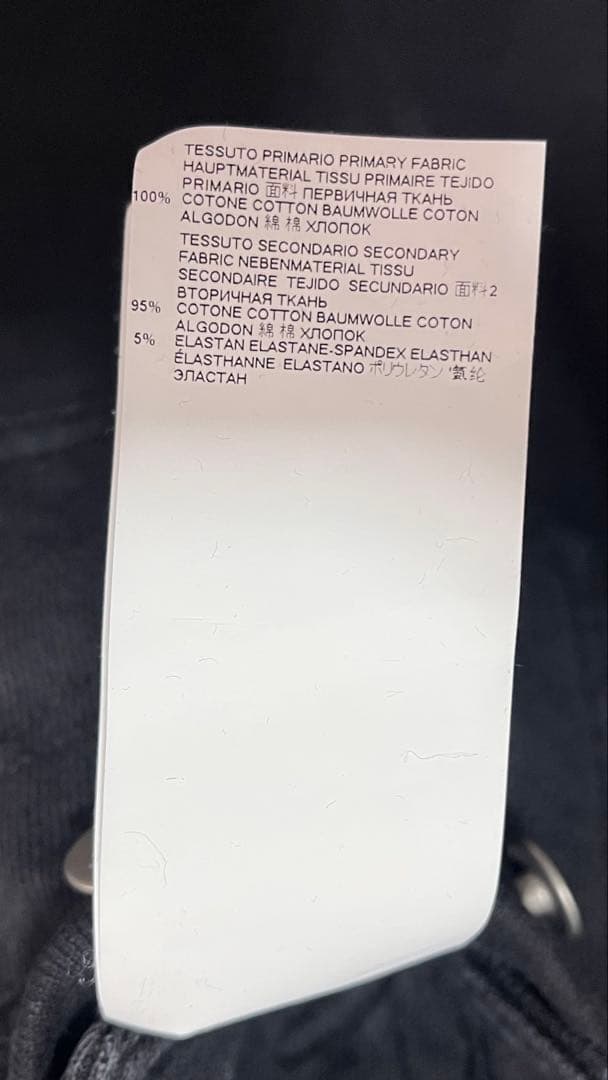 TESSUTO PRIMARIO PRIMARY FABRIC
HAUPTMATERIAL TISSU PRIMAIRE TEJIDO
PRIMARIO 面料 ПЕРВИЧНАЯ ТКАНЬ
100% COTONE COTTON BAUMWOLLE COTON
ALGODON 綿 棉 ХЛОПОК
TESSUTO SECONDARIO SECONDARY
FABRIC NEBENMATERIAL TISSU
SECONDAIRE TEJIDO SECUNDARIO 面料2
ВТОРИЧНАЯ ТКАНЬ
95% COTONE COTTON BAUMWOLLE COTON
ALGODON 綿 棉 ХЛОПОК
5% ELASTAN ELASTANE-SPANDEX ELASTHAN
ÉLASTHANNE ELASTANO ポリウレタン 氨纶
ЭЛАСТАН